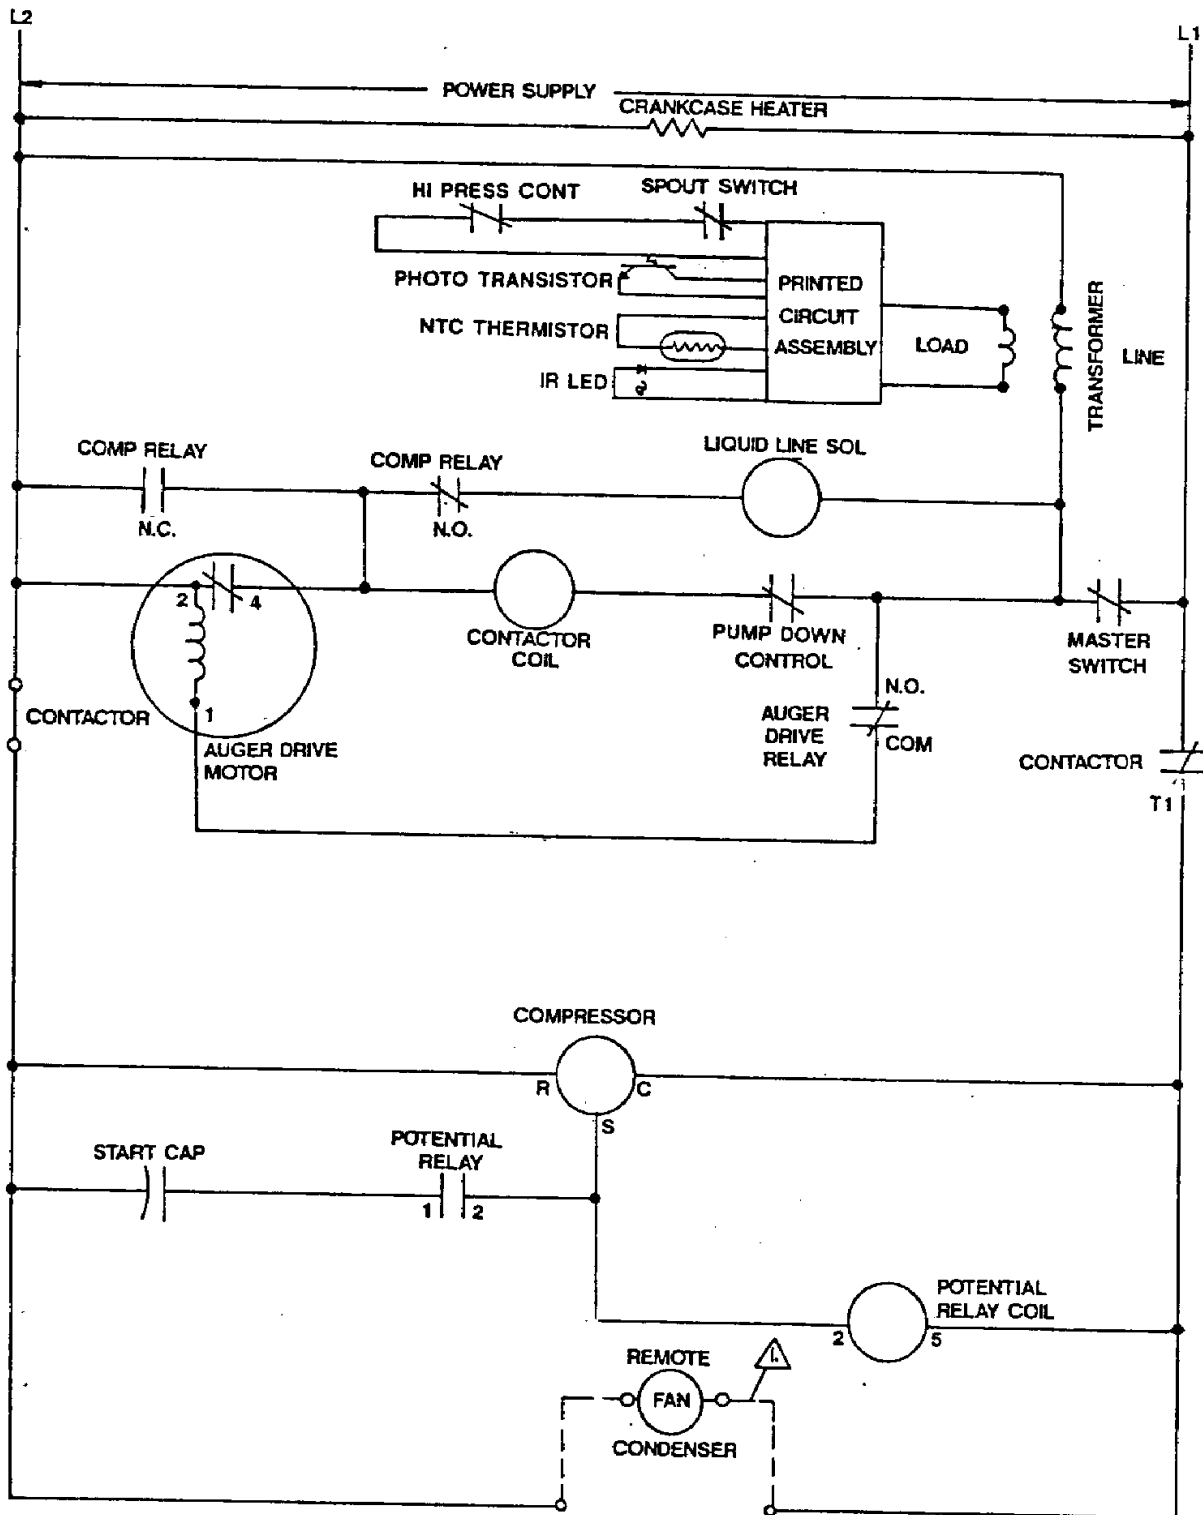 L2
L1
POWER SUPPLY
CRANKCASE HEATER
HI PRESS CONT
SPOUT SWITCH
PHOTO TRANSISTOR
PRINTED
CIRCUIT
ASSEMBLY
NTC THERMISTOR
IR LED
LOAD
TRANSFORMER
LINE
COMP RELAY
N.C.
COMP RELAY
N.O.
LIQUID LINE SOL
2
4
1
CONTACTOR
COIL
PUMP DOWN
CONTROL
MASTER
SWITCH
CONTACTOR
AUGER DRIVE
MOTOR
N.O.
AUGER
DRIVE
RELAY
COM
CONTACTOR
T1
COMPRESSOR
R
C
S
START CAP
POTENTIAL
RELAY
1
2
POTENTIAL
RELAY COIL
2
5
REMOTE
FAN
CONDENSER
1.